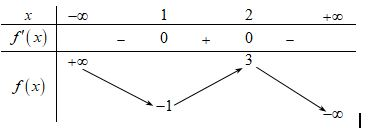 x −∞ 1 2 +∞
f′(x) − 0 + 0 −
+∞ 3
f(x)
−1
−∞